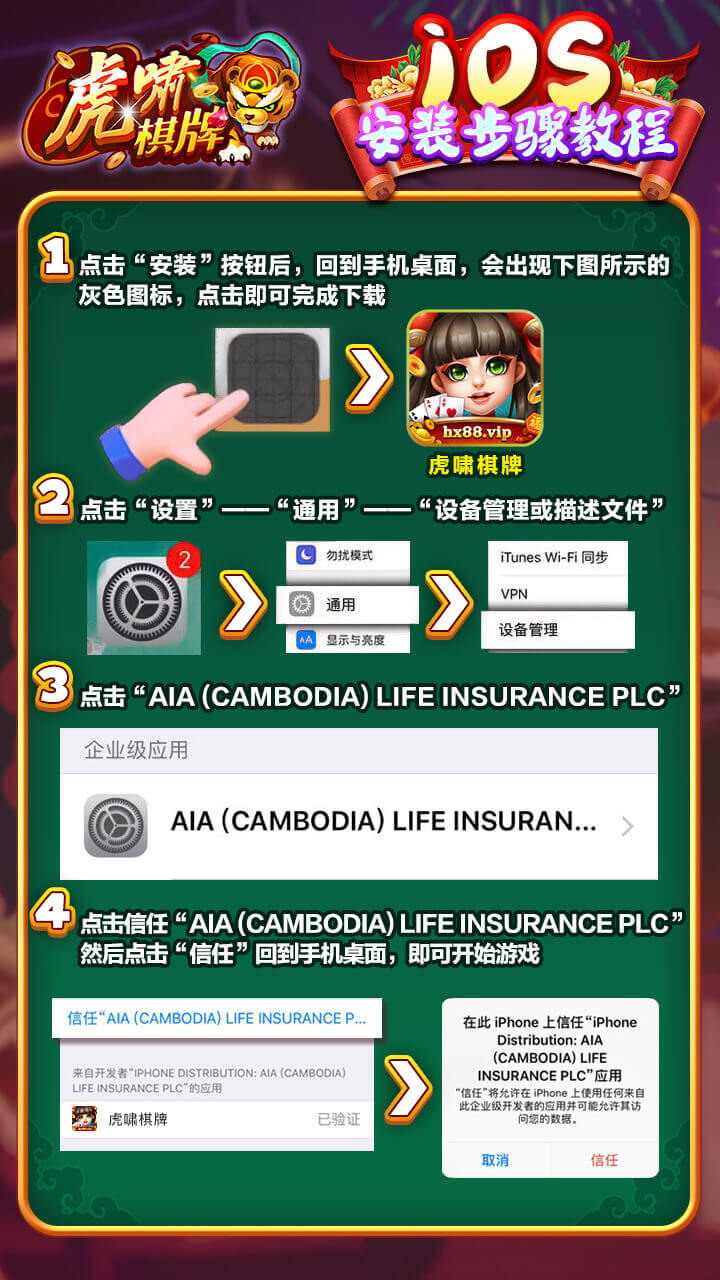 虎啸棋牌
iOS
安装步骤教程
1
点击“安装”按钮后，回到手机桌面，会出现下图所示的
灰色图标，点击即可完成下载
hx88.vip
福
虎啸棋牌
2
点击“设置”——“通用”——“设备管理或描述文件”
2
勿扰模式
通用
AA 显示与亮度
iTunes Wi-Fi 同步
VPN
设备管理
3
点击“AIA (CAMBODIA) LIFE INSURANCE PLC”
企业级应用
AIA (CAMBODIA) LIFE INSURAN...
4
点击信任“AIA (CAMBODIA) LIFE INSURANCE PLC”
然后点击“信任”回到手机桌面，即可开始游戏
信任“AIA (CAMBODIA) LIFE INSURANCE P...
来自开发者“IPHONE DISTRIBUTION: AIA (CAMBODIA)
LIFE INSURANCE PLC”的应用
虎啸棋牌 已验证
在此 iPhone 上信任“iPhone
Distribution: AIA
(CAMBODIA) LIFE
INSURANCE PLC”应用
“信任”将允许在 iPhone 上使用任何来自
此企业级开发者的应用并可能允许其访
问您的数据。
取消 信任